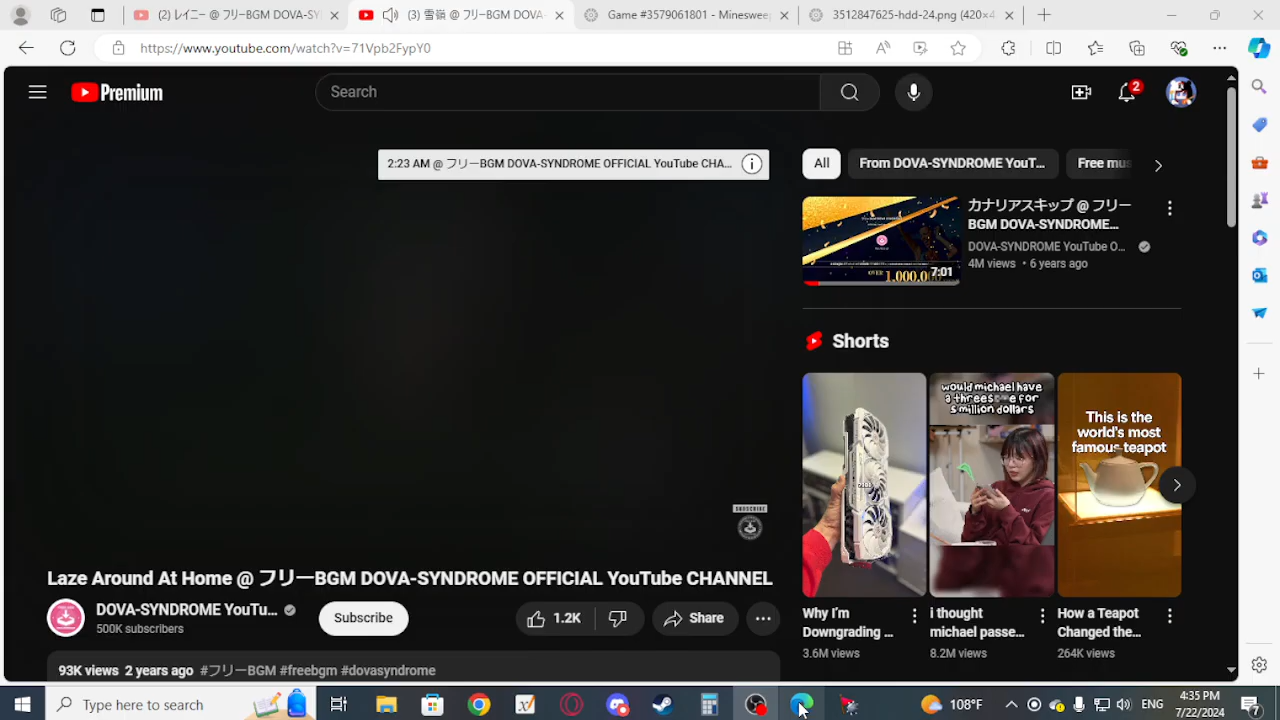 (2) レイニー @ フリーBGM DOVA-SY
(3) 雪嶺 @ フリーBGM DOVA-
Game #3579061801 - Minesweep
3512847625-hdd-24.png (420×4
https://www.youtube.com/watch?v=71Vpb2FypY0
Premium
Search
2
2:23 AM @ フリーBGM DOVA-SYNDROME OFFICIAL YouTube CHA...
All
From DOVA-SYNDROME YouT...
Free mus
カナリアスキップ @ フリー
BGM DOVA-SYNDROME...
DOVA-SYNDROME YouTube O...
4M views • 6 years ago
7:01
OVER 1,000,00
Shorts
would michael have
a threesome for
5 million dollars
This is the
world's most
famous teapot
SUBSCRIBE
Laze Around At Home @ フリーBGM DOVA-SYNDROME OFFICIAL YouTube CHANNEL
DOVA-SYNDROME YouTu...
500K subscribers
Subscribe
1.2K
Share
Why I'm
Downgrading ...
3.6M views
i thought
michael passe...
8.2M views
How a Teapot
Changed the...
264K views
93K views 2 years ago #フリーBGM #freebgm #dovasyndrome
Type here to search
108°F
ENG
4:35 PM
7/22/2024
7